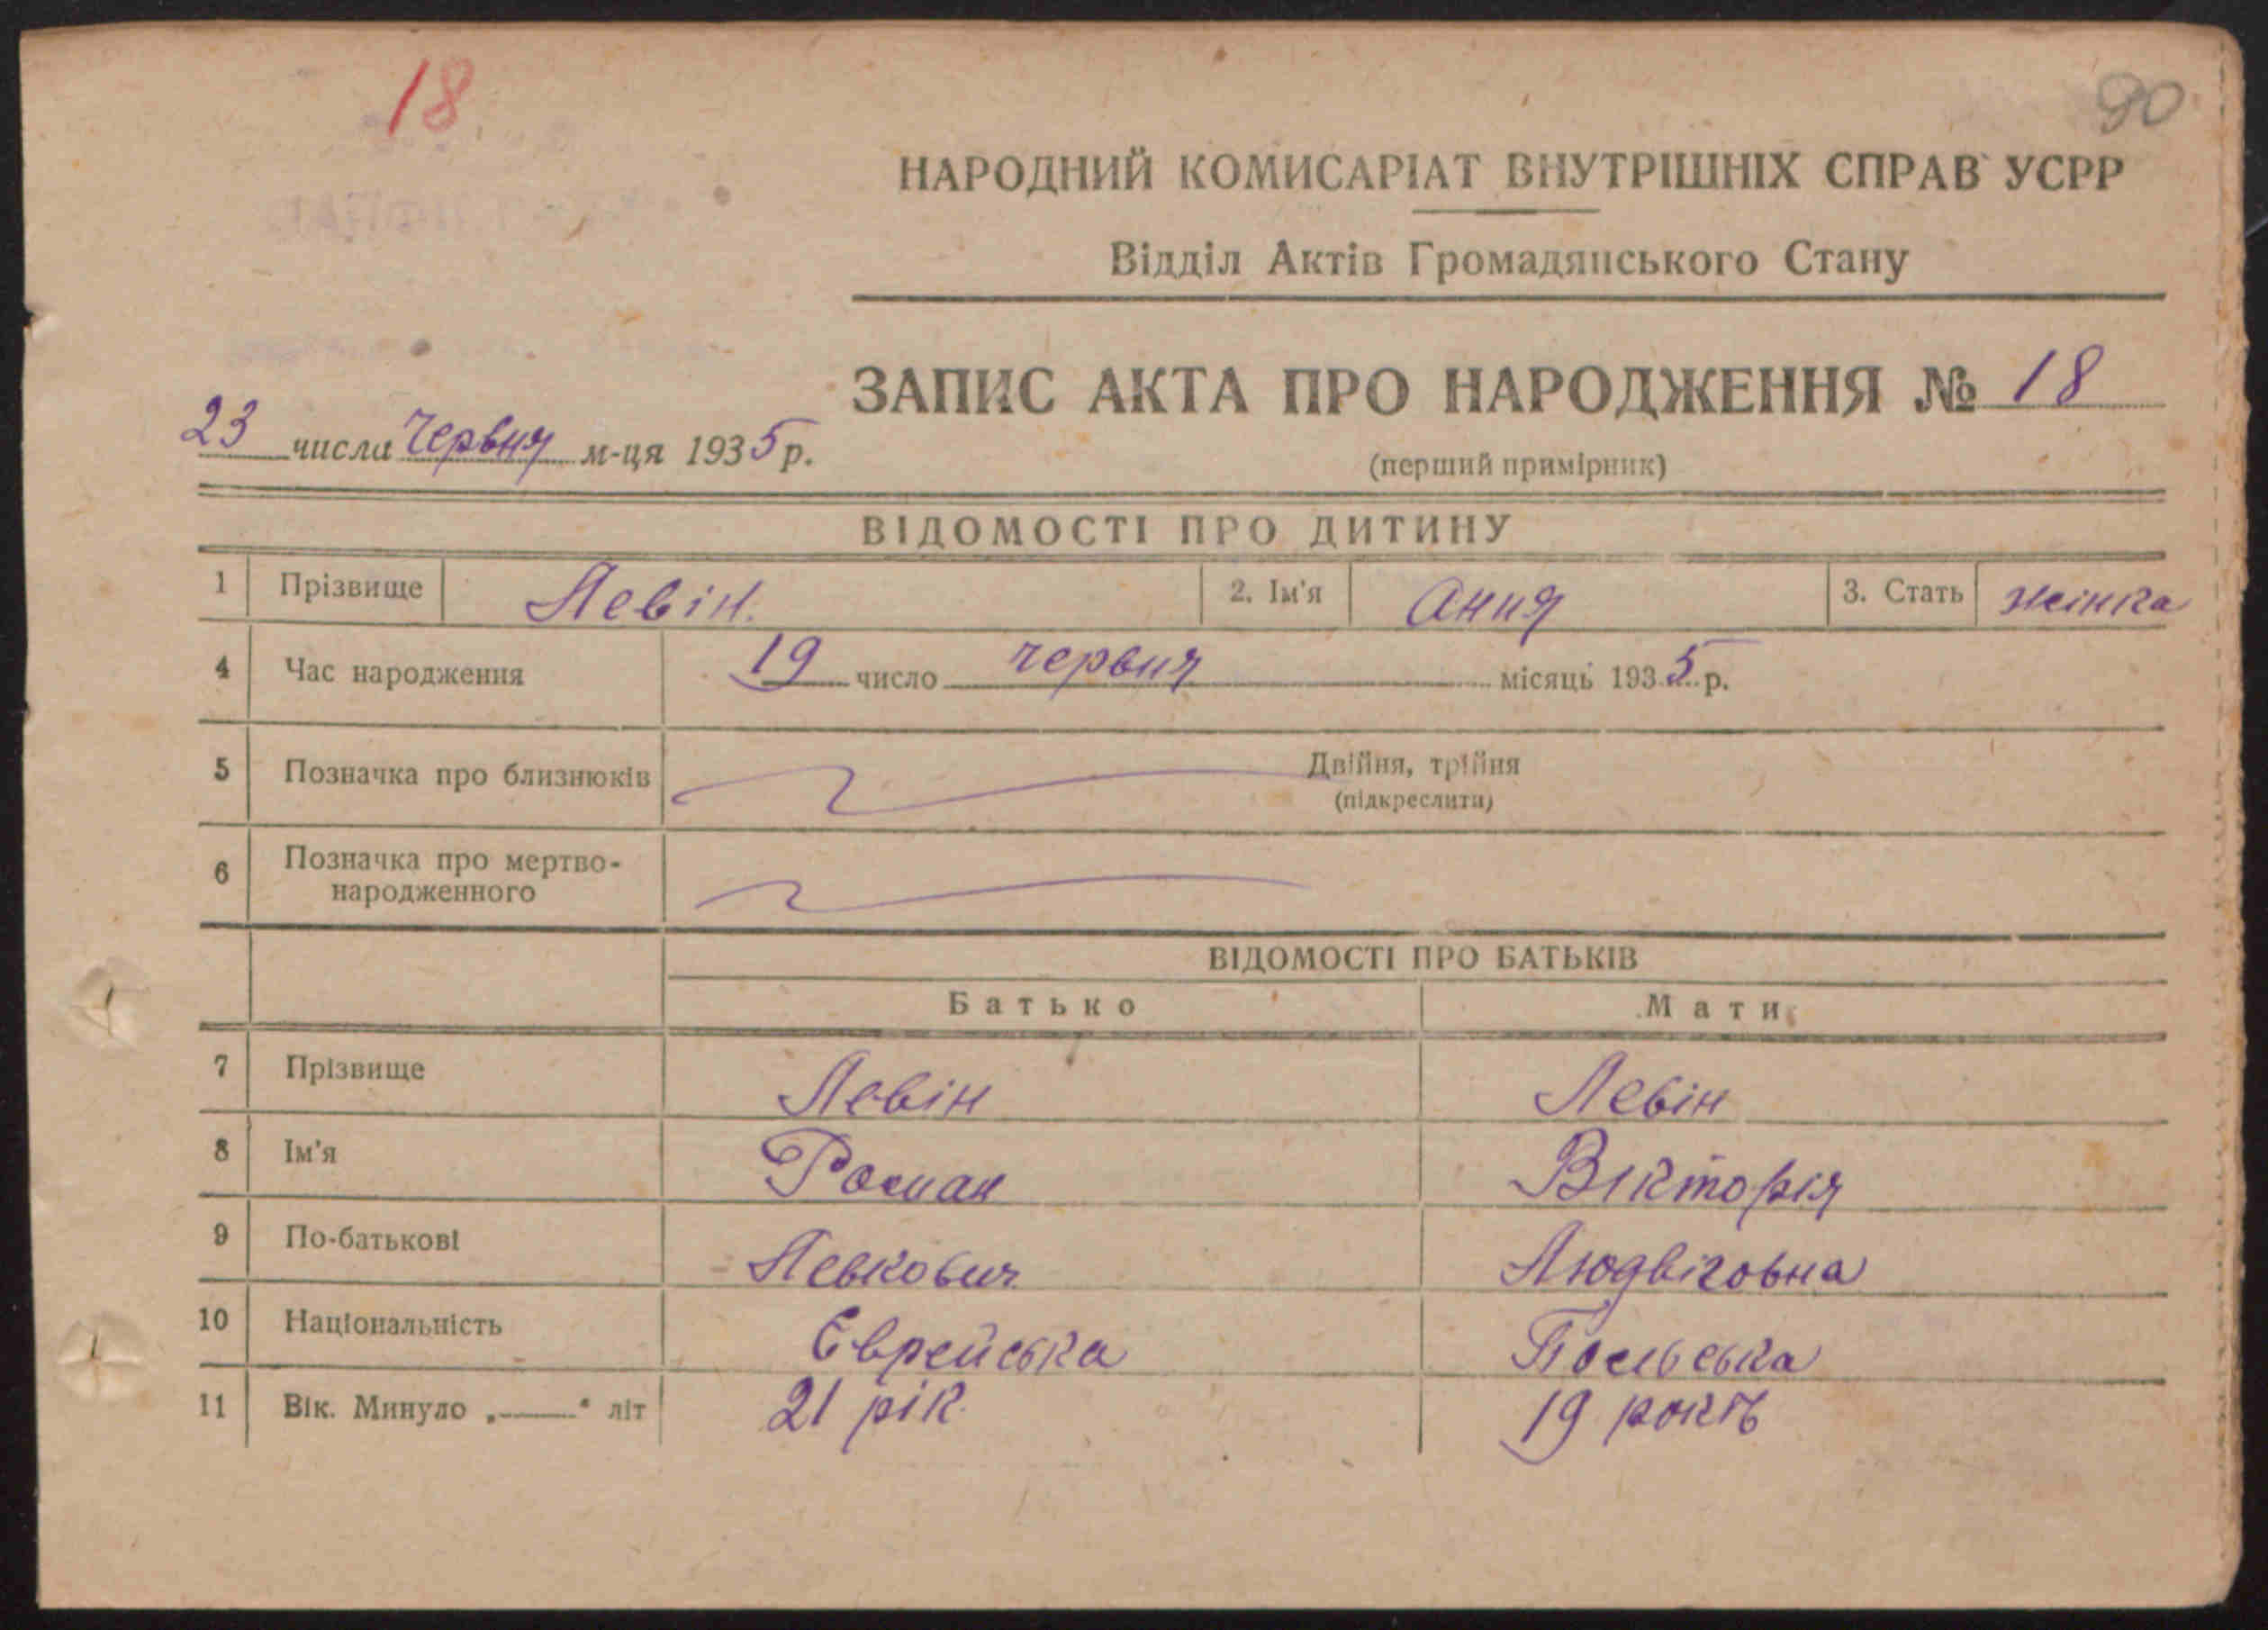 18
90
НАРОДНИЙ КОМИСАРІАТ ВНУТРІШНІХ СПРАВ УСРР
Відділ Актів Громадянського Стану
ЗАПИС АКТА ПРО НАРОДЖЕННЯ № 18
23 числа Червня м-ця 1935 р.
(перший примірник)
ВІДОМОСТІ ПРО ДИТИНУ
1 Прізвище Левін. 2. Ім'я Анна 3. Стать жінка
4 Час народження 19 число червня місяць 1935 р.
5 Позначка про близнюків Двійня, трійня
(підкреслити)
6 Позначка про мертво-
народженного
ВІДОМОСТІ ПРО БАТЬКІВ
Батько Мати
7 Прізвище Левін Левін
8 Ім'я Роман Вікторія
9 По-батькові Левкович Людвіговна
10 Національність Єврейська Польська
11 Вік. Минуло „——“ літ 21 рік 19 років